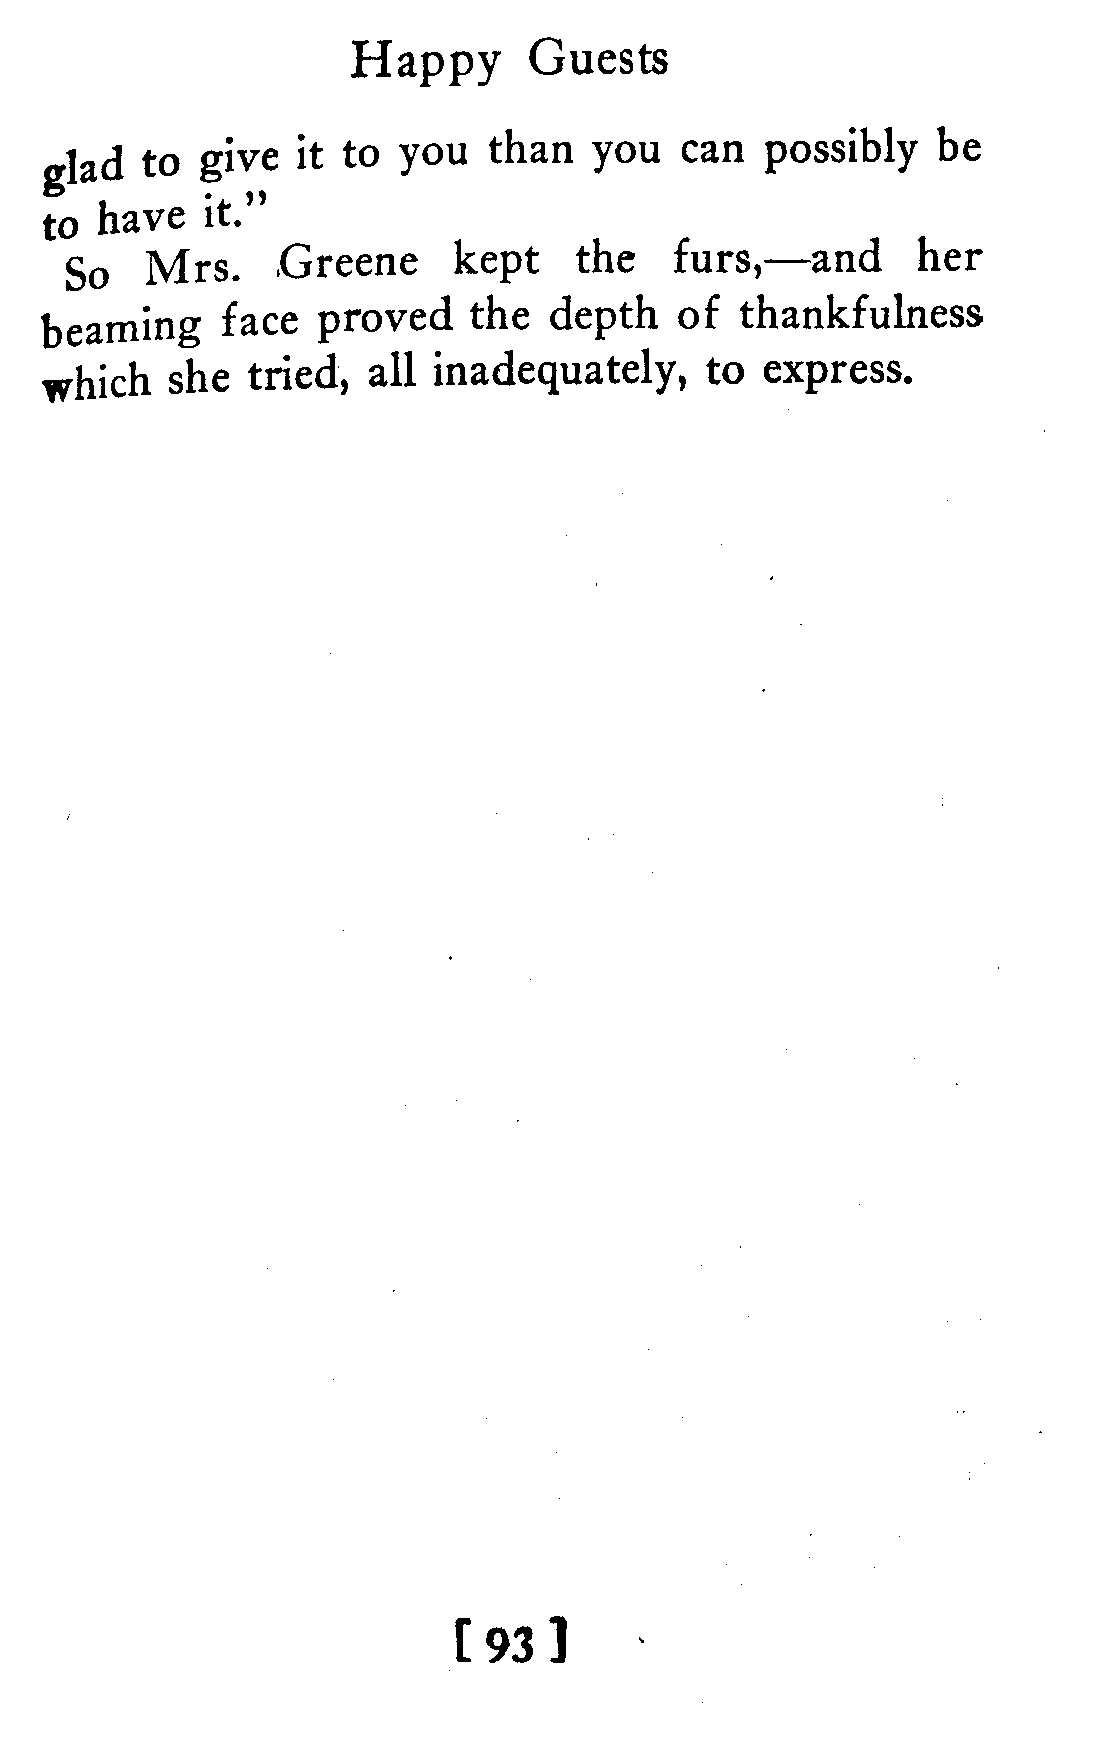 Happy Guests
glad to give it to you than you can possibly be
to have it.”
So Mrs. Greene kept the furs,—and her
beaming face proved the depth of thankfulness
which she tried, all inadequately, to express.
[ 93 ]